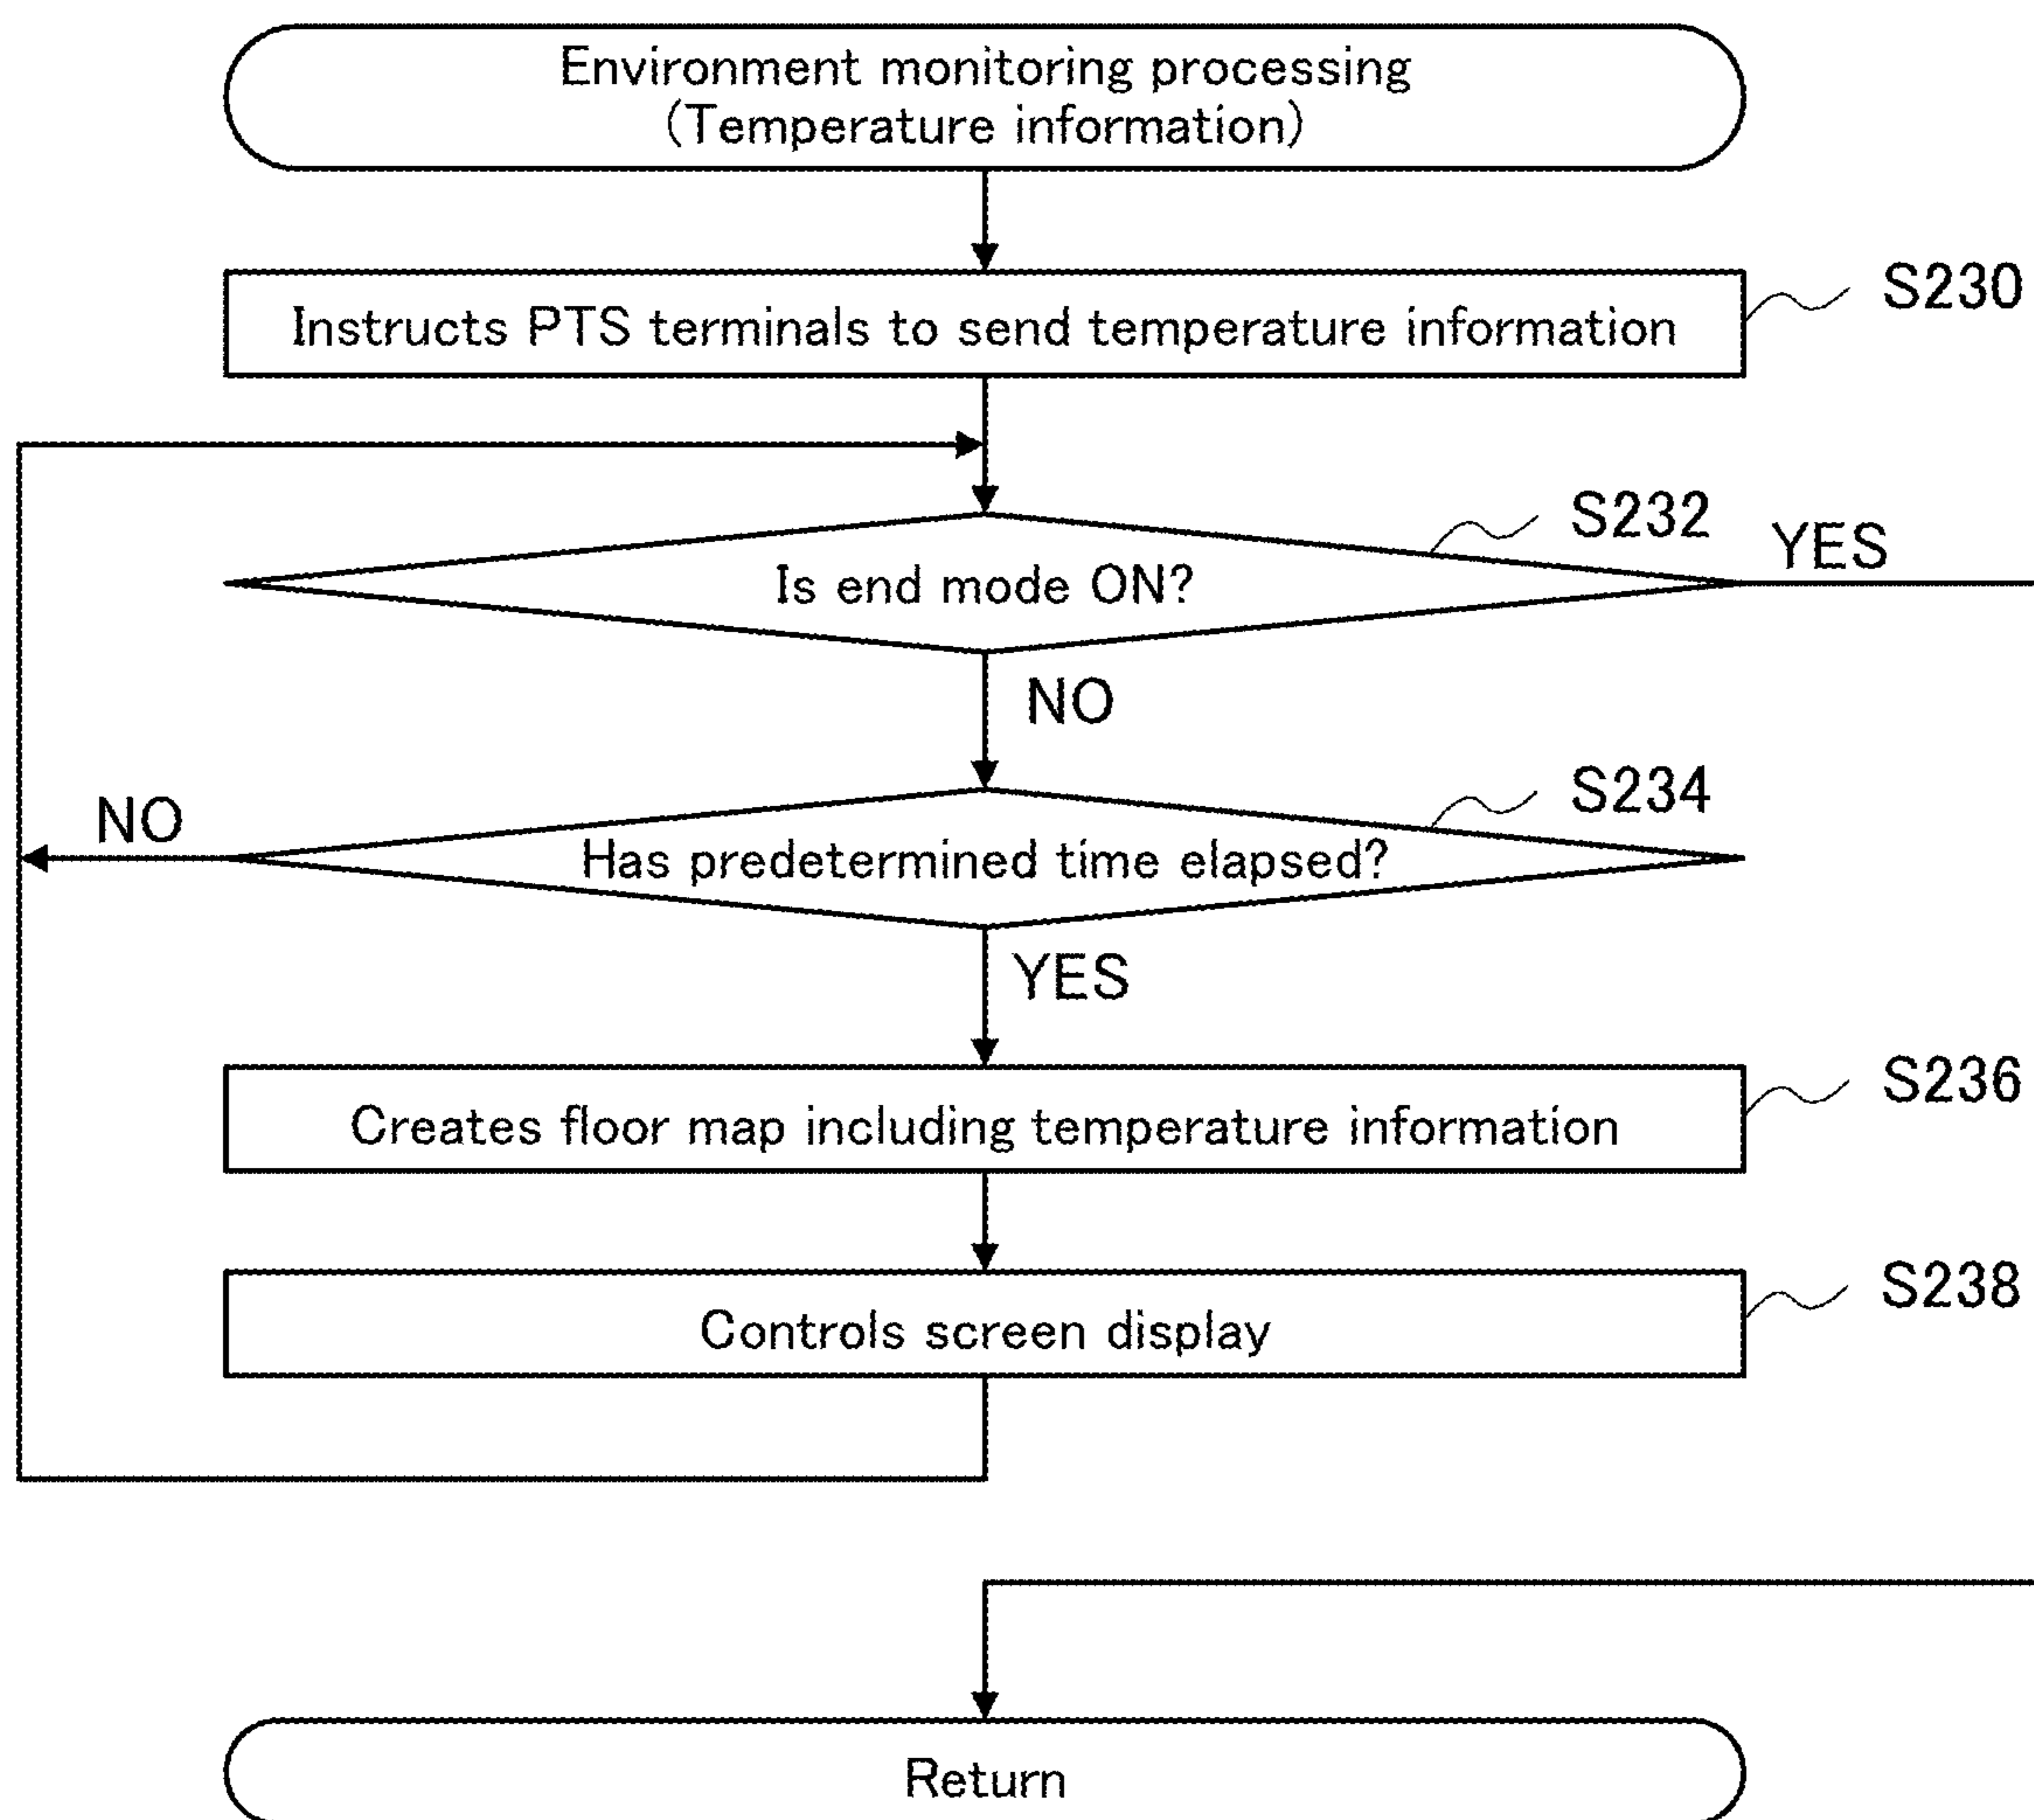 Environment monitoring processing
(Temperature information)
Instructs PTS terminals to send temperature information
S230
S232
YES
Is end mode ON?
NO
S234
NO
Has predetermined time elapsed?
YES
Creates floor map including temperature information
S236
Controls screen display
S238
Return